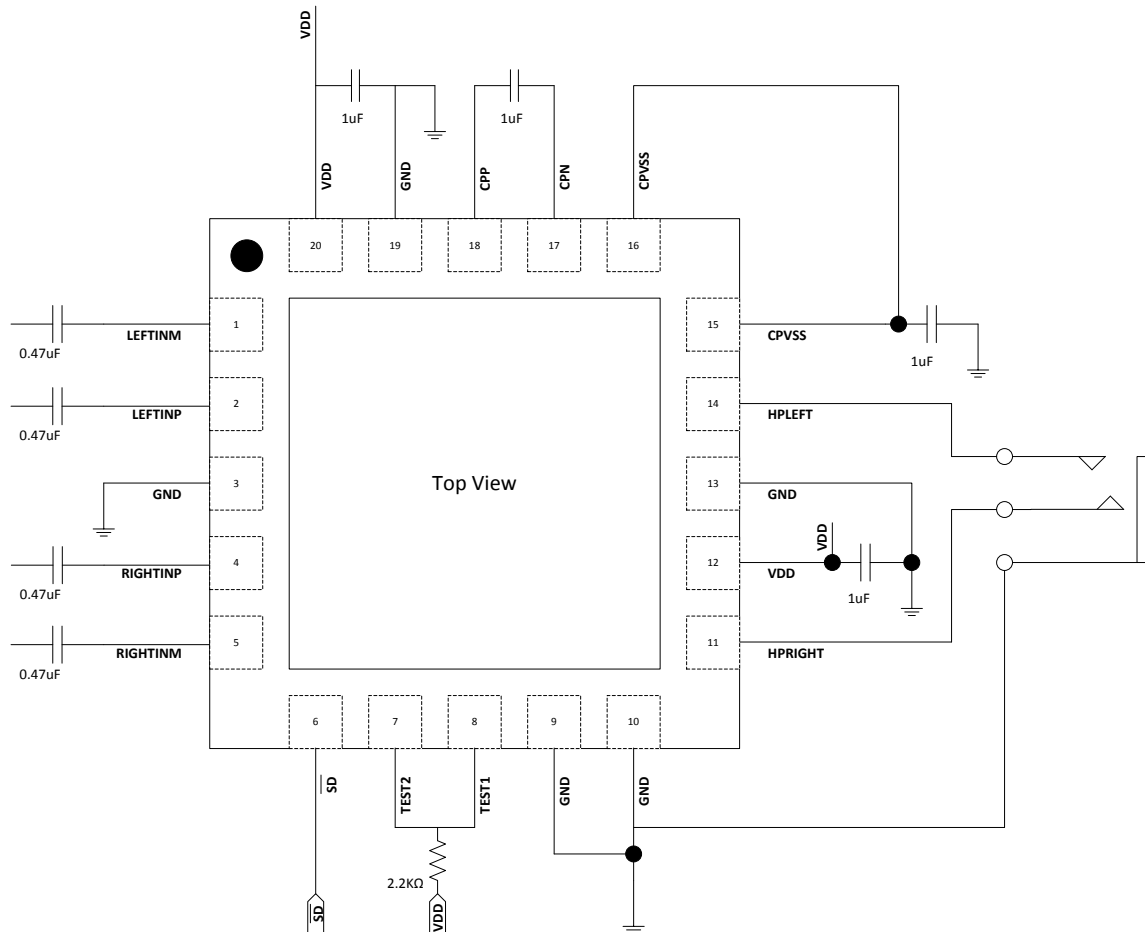 VDD
1uF
1uF
VDD
GND
CPP
CPN
CPVSS
20
19
18
17
16
LEFTINM
1
0.47uF
15
CPVSS
1uF
LEFTINP
2
0.47uF
14
HPLEFT
Top View
GND
3
13
GND
VDD
RIGHTINP
4
0.47uF
12
VDD
1uF
RIGHTINM
5
0.47uF
11
HPRIGHT
6
7
8
9
10
SD
TEST2
TEST1
GND
GND
2.2KΩ
SD
VDD